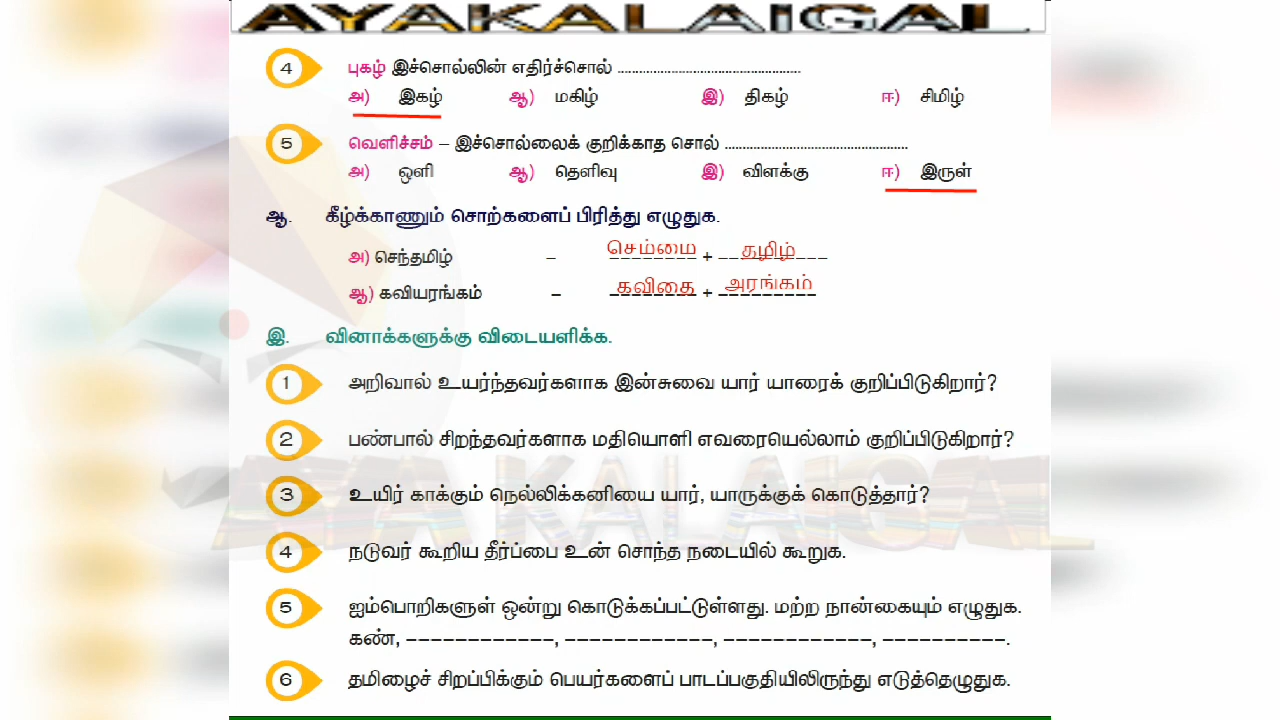 AYAKALAIGAL
4 புகழ் இச்சொல்லின் எதிர்ச்சொல் ..................................................
அ) இகழ் ஆ) மகிழ் இ) திகழ் ஈ) சிமிழ்
5 வெளிச்சம் – இச்சொல்லைக் குறிக்காத சொல் ..................................................
அ) ஒளி ஆ) தெளிவு இ) விளக்கு ஈ) இருள்
ஆ. கீழ்க்காணும் சொற்களைப் பிரித்து எழுதுக.
அ) செந்தமிழ் – செம்மை + தமிழ்
ஆ) கவியரங்கம் – கவிதை + அரங்கம்
இ. வினாக்களுக்கு விடையளிக்க.
1 அறிவால் உயர்ந்தவர்களாக இன்சுவை யார் யாரைக் குறிப்பிடுகிறார்?
2 பண்பால் சிறந்தவர்களாக மதியொளி எவரையெல்லாம் குறிப்பிடுகிறார்?
3 உயிர் காக்கும் நெல்லிக்கனியை யார், யாருக்குக் கொடுத்தார்?
AYAKALAIGAL
4 நடுவர் கூறிய தீர்ப்பை உன் சொந்த நடையில் கூறுக.
5 ஐம்பொறிகளுள் ஒன்று கொடுக்கப்பட்டுள்ளது. மற்ற நான்கையும் எழுதுக.
கண், ––––––––––––, ––––––––––––, ––––––––––––, ––––––––––.
6 தமிழைச் சிறப்பிக்கும் பெயர்களைப் பாடப்பகுதியிலிருந்து எடுத்தெழுதுக.